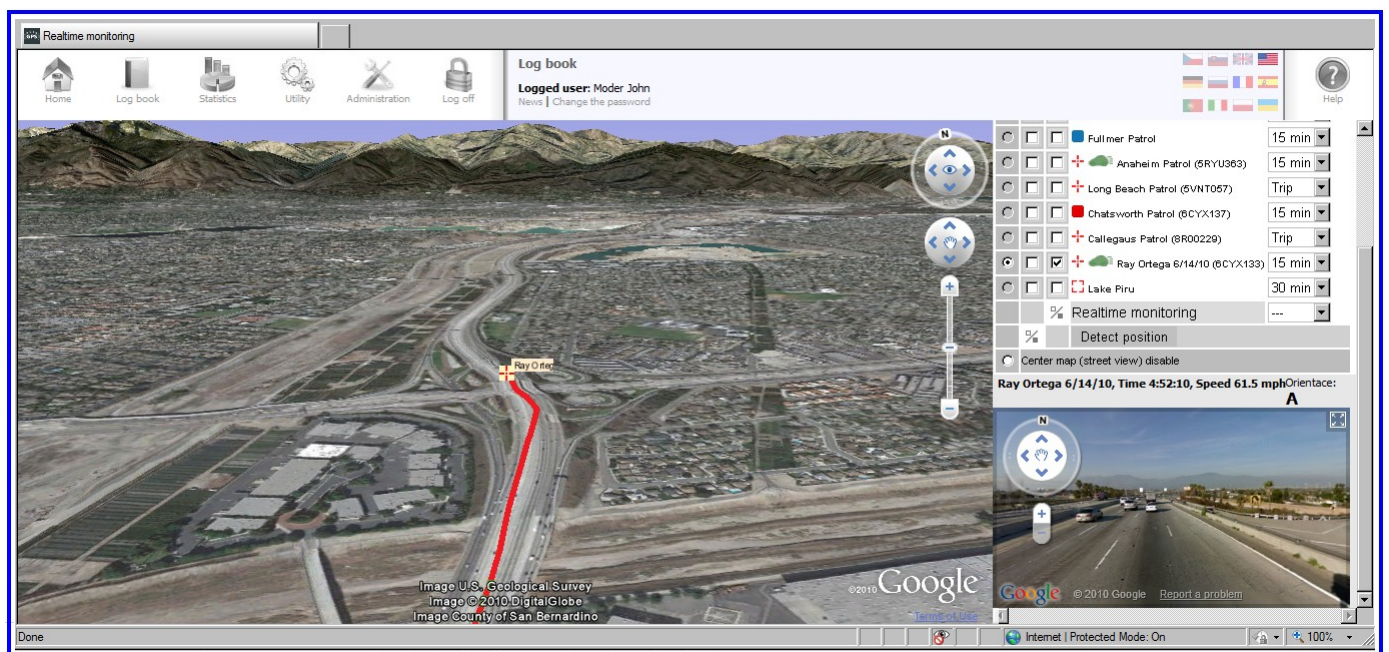 Realtime monitoring
Home
Log book
Statistics
Utility
Administration
Log off
Log book
Logged user: Moder John
News | Change the password
Help
N
Ray Orteg
Image U.S. Geological Survey
Image © 2010 DigitalGlobe
Image County of San Bernardino
©2010 Google
Terms of Use
Fullmer Patrol 15 min
Anaheim Patrol (5RYU363) 15 min
Long Beach Patrol (5VNT057) Trip
Chatsworth Patrol (6CYX137) 15 min
Callegaus Patrol (8R00229) Trip
Ray Ortega 6/14/10 (6CYX133) 15 min
Lake Piru 30 min
Realtime monitoring ---
Detect position
Center map (street view) disable
Ray Ortega 6/14/10, Time 4:52:10, Speed 61.5 mph Orientace:
A
N
Google © 2010 Google Report a problem
Done
Internet | Protected Mode: On
100%